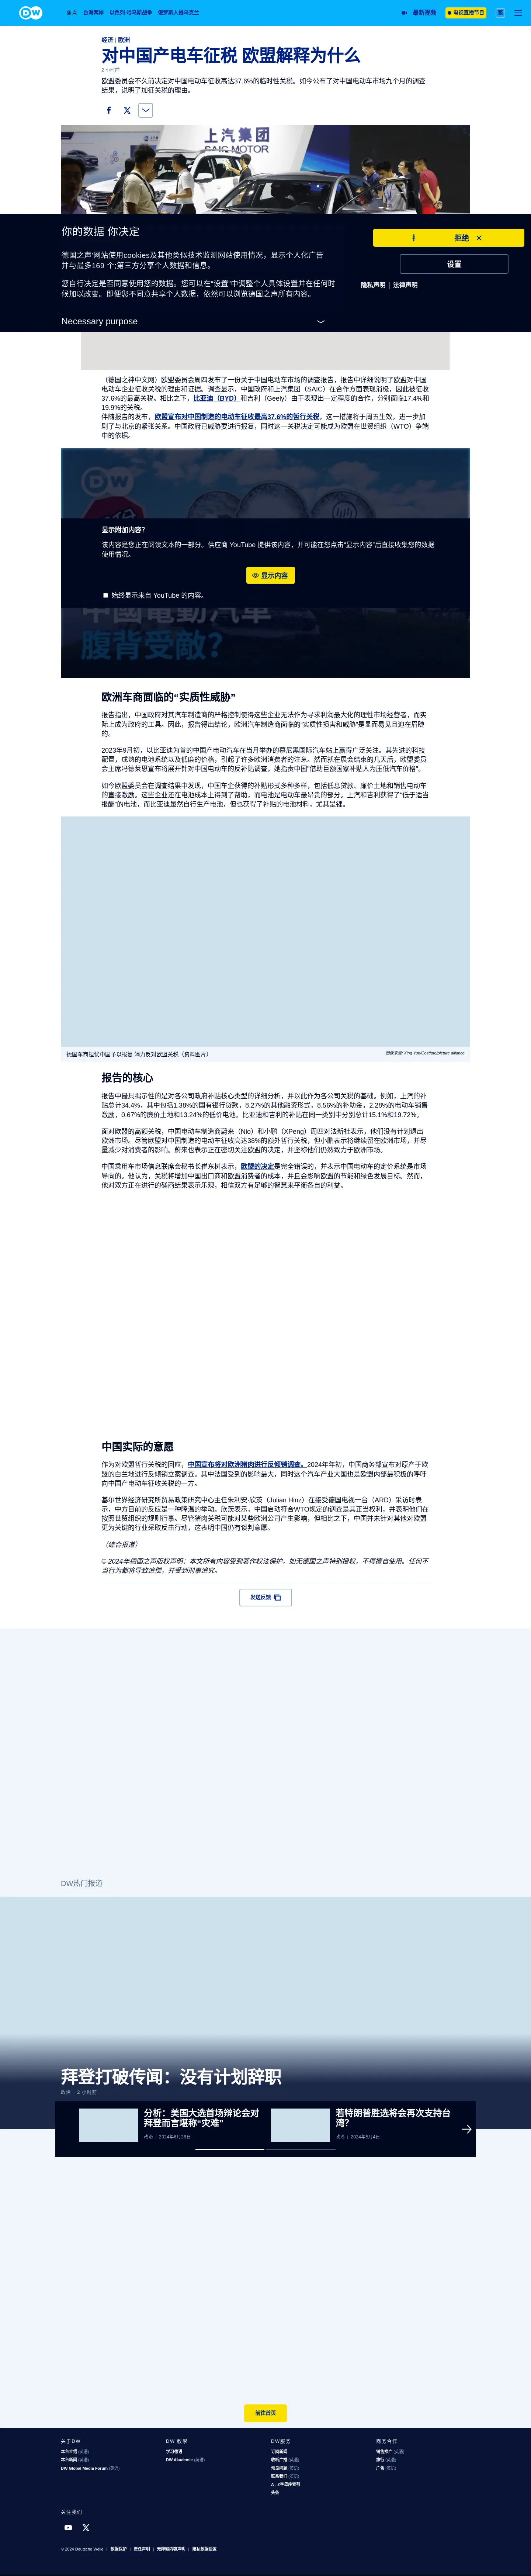 DW
焦点 台海两岸 以色列-哈马斯战争 俄罗斯入侵乌克兰 最新视频 电视直播节目 繁
经济 | 欧洲
对中国产电车征税 欧盟解释为什么
2 小时前
欧盟委员会不久前决定对中国电动车征收高达37.6%的临时性关税。如今公布了对中国电动车市场九个月的调查
结果，说明了加征关税的理由。
上汽集团
SAIC MOTOR
你的数据 你决定
德国之声'网站使用cookies及其他类似技术监测网站使用情况，显示个人化广告
并与最多169 个;第三方分享个人数据和信息。
您自行决定是否同意使用您的数据。您可以在"设置"中调整个人具体设置并在任何时
候加以改变。即便您不同意共享个人数据，依然可以浏览德国之声所有内容。
Necessary purpose
拒绝
设置
隐私声明 | 法律声明
（德国之声中文网）欧盟委员会周四发布了一份关于中国电动车市场的调查报告，报告中详细说明了欧盟对中国
电动车企业征收关税的理由和证据。调查显示，中国政府和上汽集团（SAIC）在合作方面表现消极，因此被征收
37.6%的最高关税。相比之下，比亚迪（BYD）和吉利（Geely）由于表现出一定程度的合作，分别面临17.4%和
19.9%的关税。
伴随报告的发布，欧盟宣布对中国制造的电动车征收最高37.6%的暂行关税。这一措施将于周五生效，进一步加
剧了与北京的紧张关系。中国政府已威胁要进行报复，同时这一关税决定可能成为欧盟在世贸组织（WTO）争端
中的依据。
DW
显示附加内容？
该内容是您正在阅读文本的一部分。供应商 YouTube 提供该内容，并可能在您点击"显示内容"后直接收集您的数据
使用情况。
显示内容
始终显示来自 YouTube 的内容。
中國電動汽車
腹背受敵？
欧洲车商面临的“实质性威胁”
报告指出，中国政府对其汽车制造商的严格控制使得这些企业无法作为寻求利润最大化的理性市场经营者，而实
际上成为政府的工具。因此，报告得出结论，欧洲汽车制造商面临的“实质性损害和威胁”是显而易见且迫在眉睫
的。
2023年9月初，以比亚迪为首的中国产电动汽车在当月举办的慕尼黑国际汽车站上赢得广泛关注。其先进的科技
配置，成熟的电池系统以及低廉的价格，引起了许多欧洲消费者的注意。然而就在展会结束的几天后，欧盟委员
会主席冯德莱恩宣布将展开针对中国电动车的反补贴调查，她指责中国“借助巨额国家补贴人为压低汽车价格”。
如今欧盟委员会在调查结果中发现，中国车企获得的补贴形式多种多样，包括低息贷款、廉价土地和销售电动车
的直接激励。这些企业还在电池成本上得到了帮助，而电池是电动车最昂贵的部分。上汽和吉利获得了“低于适当
报酬”的电池，而比亚迪虽然自行生产电池，但也获得了补贴的电池材料，尤其是锂。
德国车商担忧中国予以报复 竭力反对欧盟关税（资料图片） 图像来源: Xing Yun/Costfoto/picture alliance
报告的核心
报告中最具揭示性的是对各公司政府补贴核心类型的详细分析，并以此作为各公司关税的基础。例如，上汽的补
贴总计34.4%，其中包括1.38%的国有银行贷款，8.27%的其他融资形式，8.56%的补助金，2.28%的电动车销售
激励，0.67%的廉价土地和13.24%的低价电池。比亚迪和吉利的补贴在同一类别中分别总计15.1%和19.72%。
面对欧盟的高额关税，中国电动车制造商蔚来（Nio）和小鹏（XPeng）周四对法新社表示，他们没有计划退出
欧洲市场。尽管欧盟对中国制造的电动车征收高达38%的额外暂行关税，但小鹏表示将继续留在欧洲市场，并尽
量减少对消费者的影响。蔚来也表示正在密切关注欧盟的决定，并坚称他们仍然致力于欧洲市场。
中国乘用车市场信息联席会秘书长崔东树表示，欧盟的决定是完全错误的，并表示中国电动车的定价系统是市场
导向的。他认为，关税将增加中国出口商和欧盟消费者的成本，并且会影响欧盟的节能和绿色发展目标。然而，
他对双方正在进行的磋商结果表示乐观，相信双方有足够的智慧来平衡各自的利益。
中国实际的意愿
作为对欧盟暂行关税的回应，中国宣布将对欧洲猪肉进行反倾销调查。2024年年初，中国商务部宣布对原产于欧
盟的白兰地进行反倾销立案调查。其中法国受到的影响最大，同时这个汽车产业大国也是欧盟内部最积极的呼吁
向中国产电动车征收关税的一方。
基尔世界经济研究所贸易政策研究中心主任朱利安·欣茨（Julian Hinz）在接受德国电视一台（ARD）采访时表
示，中方目前的反应是一种降温的举动。欣茨表示，中国启动符合WTO规定的调查是其正当权利，并表明他们在
按照世贸组织的规则行事。尽管猪肉关税可能对某些欧洲公司产生影响，但相比之下，中国并未针对其他对欧盟
更为关键的行业采取反击行动，这表明中国仍有谈判意愿。
（综合报道）
© 2024年德国之声版权声明：本文所有内容受到著作权法保护，如无德国之声特别授权，不得擅自使用。任何不
当行为都将导致追偿，并受到刑事追究。
发送反馈
DW热门报道
拜登打破传闻：没有计划辞职
政治 | 2 小时前
分析：美国大选首场辩论会对
拜登而言堪称“灾难”
政治 | 2024年6月28日
若特朗普胜选将会再次支持台
湾？
政治 | 2024年5月4日
前往首页
关于DW
本台介绍 (英语)
本台新闻 (英语)
DW Global Media Forum (英语)
DW 教学
学习德语
DW Akademie (英语)
DW服务
订阅新闻
收听广播 (英语)
常见问题 (英语)
联系我们 (英语)
A - Z字母序索引
头条
商务合作
销售推广 (英语)
旅行 (英语)
广告 (英语)
关注我们
© 2024 Deutsche Welle | 数据保护 | 责任声明 | 无障碍内容声明 | 隐私数据设置